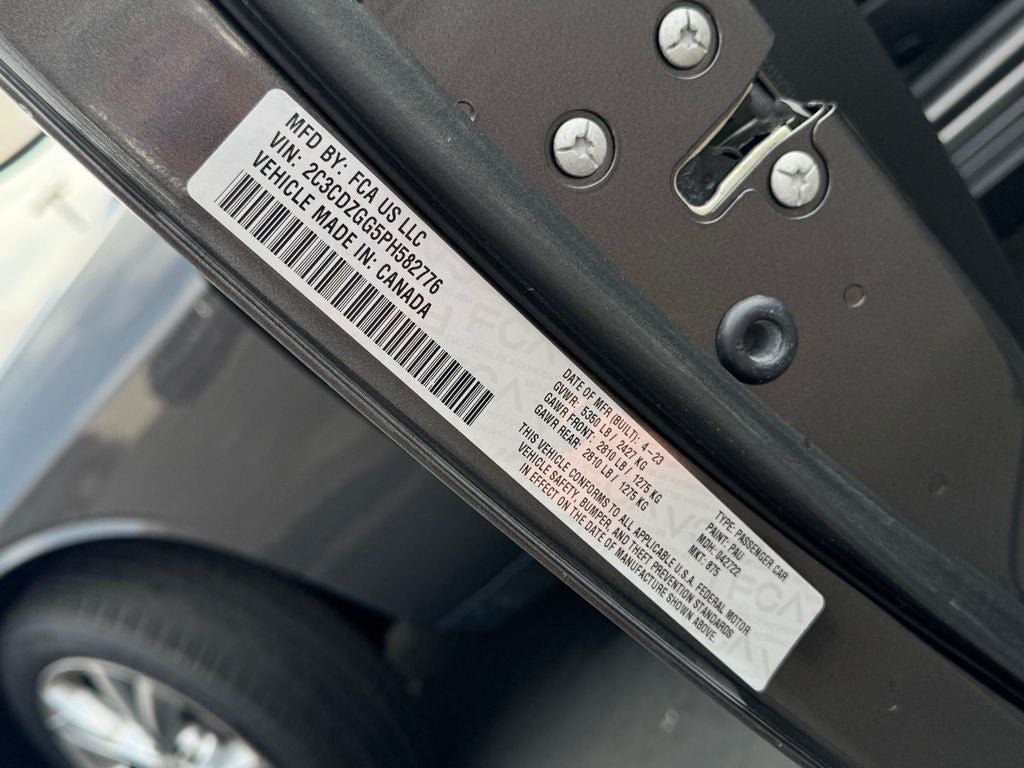 MFD BY: FCA US LLC
VIN: 2C3CDZGG5PH582776
VEHICLE MADE IN: CANADA
DATE OF MFR (BUILT): 4-23
GVWR: 5350 LB / 2427 KG
GAWR FRONT: 2810 LB / 1275 KG
GAWR REAR: 2810 LB / 1275 KG
THIS VEHICLE CONFORMS TO ALL APPLICABLE U.S.A. FEDERAL MOTOR
VEHICLE SAFETY, BUMPER, AND THEFT PREVENTION STANDARDS
IN EFFECT ON THE DATE OF MANUFACTURE SHOWN ABOVE.
TYPE: PASSENGER CAR
PAINT: PAU
MDH: 042722
MKT: 875
FCA